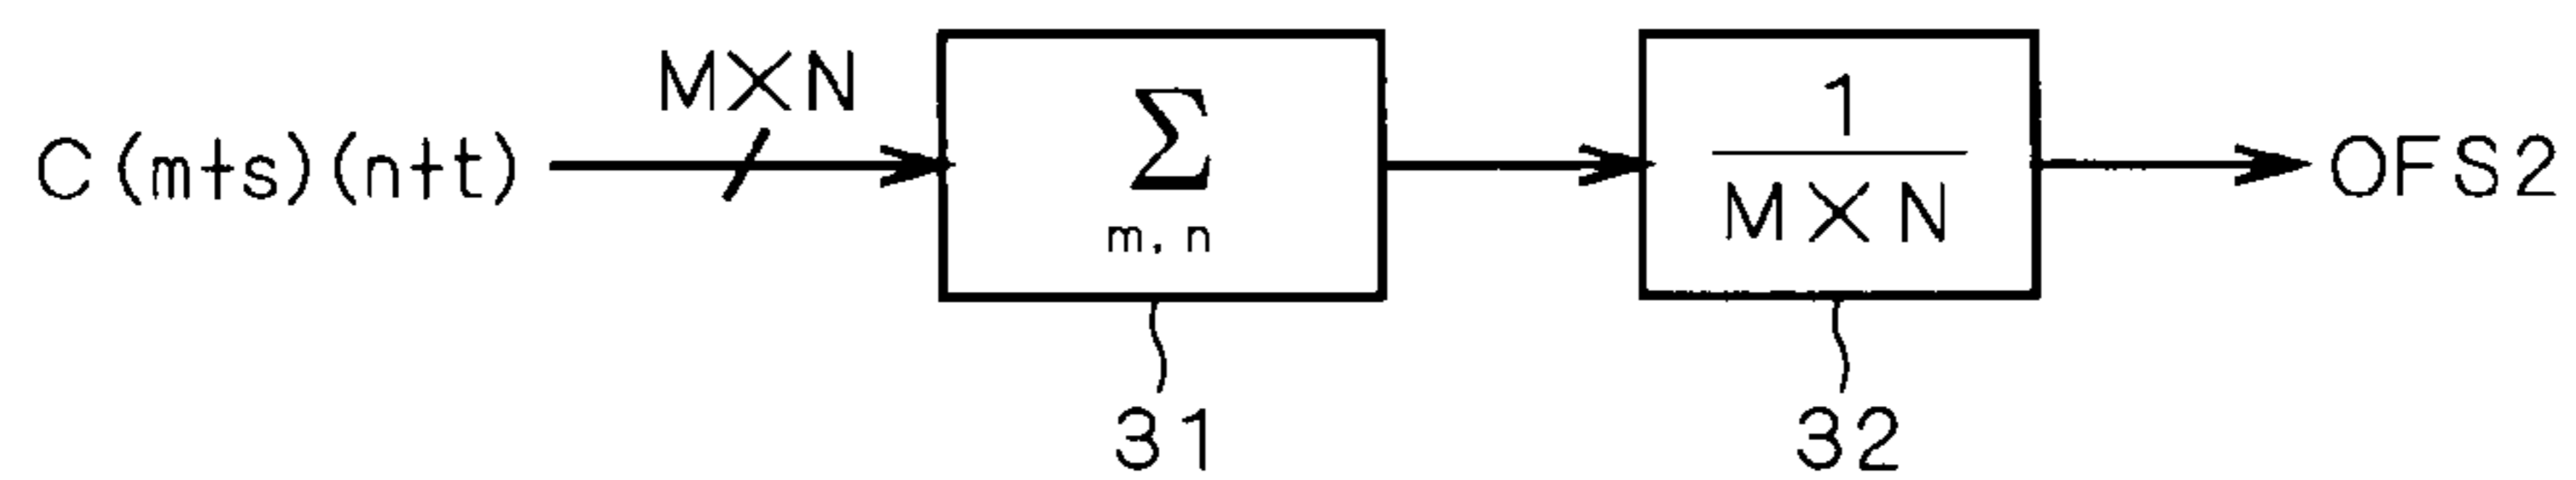 M×N
C(m+s)(n+t)
Σ
m, n
1
M×N
OFS2
31
32